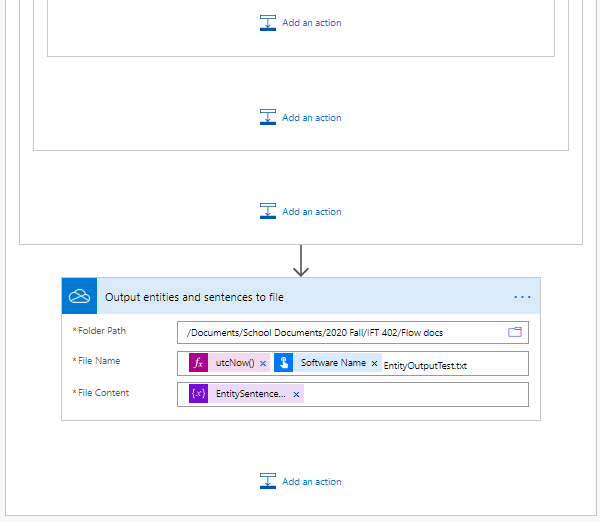 Add an action
Add an action
Add an action
Output entities and sentences to file
...
*Folder Path
/Documents/School Documents/2020 Fall/IFT 402/Flow docs
*File Name
fx utcNow() × Software Name × EntityOutputTest.txt
*File Content
{x} EntitySentence... ×
Add an action